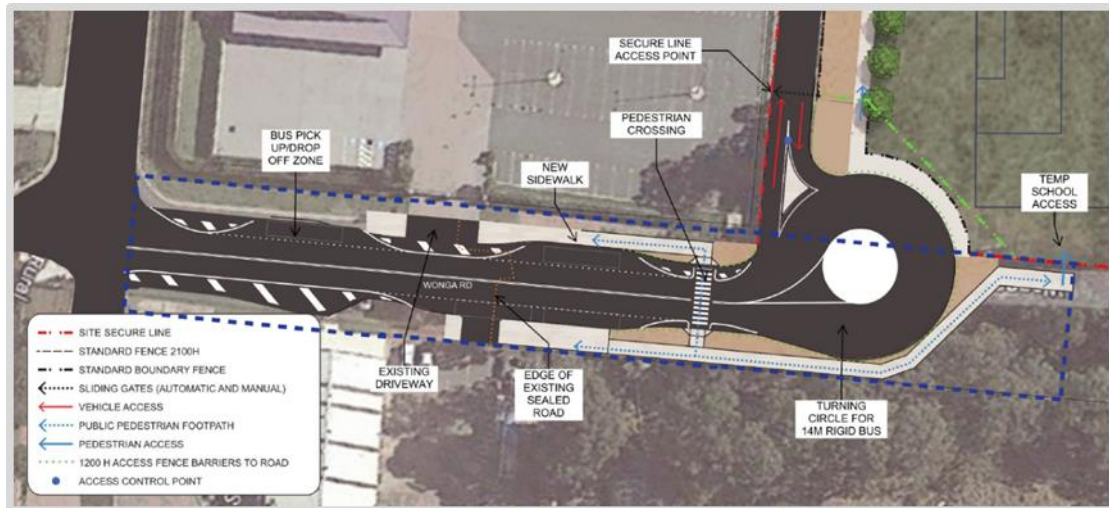 SECURE LINE
ACCESS POINT
PEDESTRIAN
CROSSING
BUS PICK
UP/DROP
OFF ZONE
NEW
SIDEWALK
TEMP
SCHOOL
ACCESS
WONGA RD
Rural
EXISTING
DRIVEWAY
EDGE OF
EXISTING
SEALED
ROAD
TURNING
CIRCLE FOR
14M RIGID BUS
SITE SECURE LINE
STANDARD FENCE 2100H
STANDARD BOUNDARY FENCE
SLIDING GATES (AUTOMATIC AND MANUAL)
VEHICLE ACCESS
PUBLIC PEDESTRIAN FOOTPATH
PEDESTRIAN ACCESS
1200 H ACCESS FENCE BARRIERS TO ROAD
ACCESS CONTROL POINT